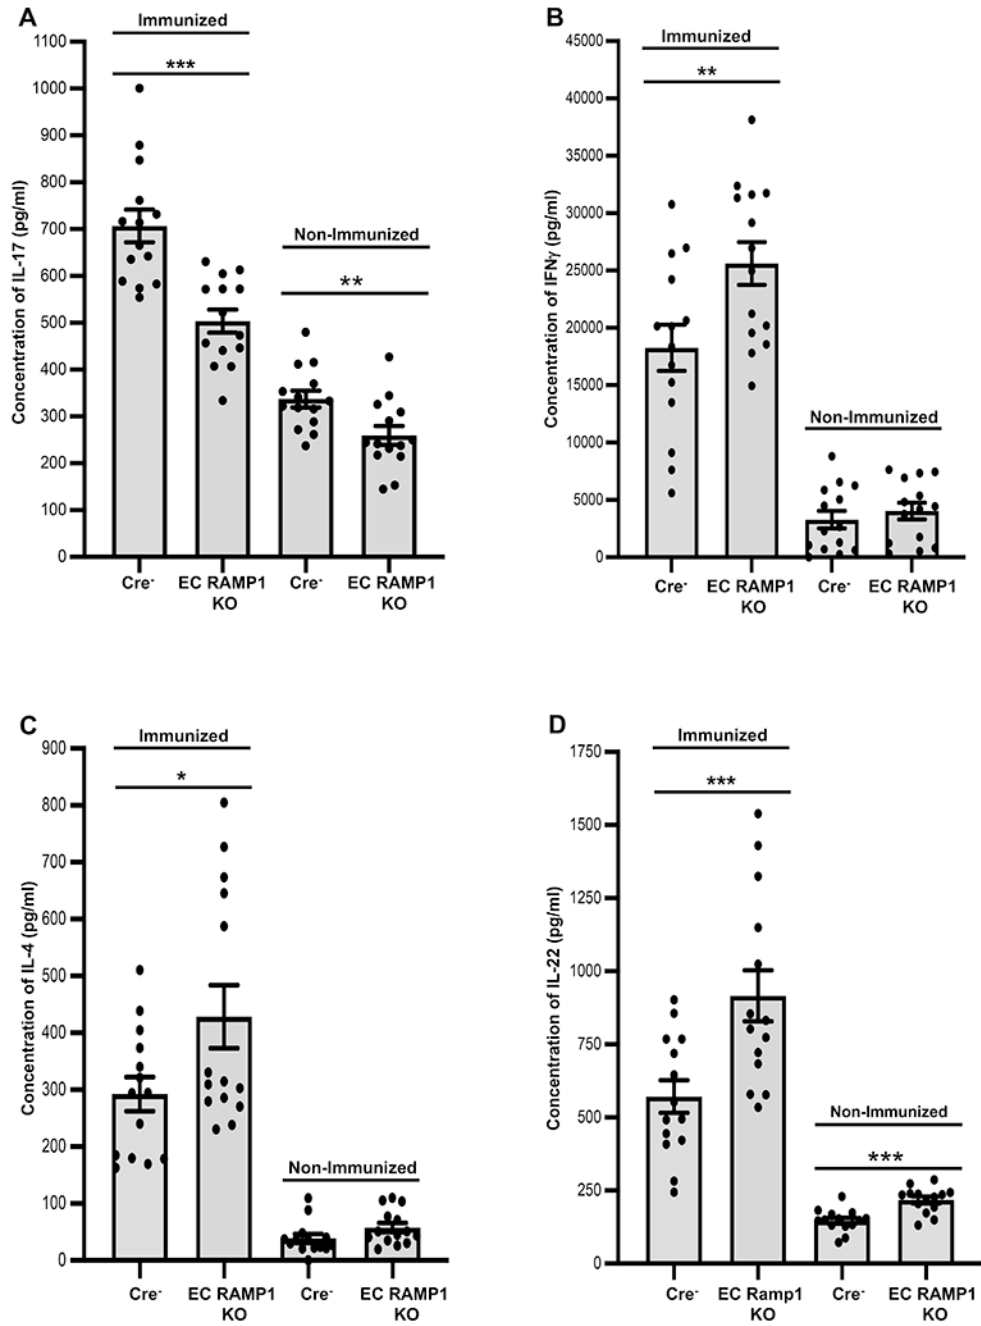 A
Immunized
***
1100
1000
900
800
700
600
500
400
300
200
100
0
Concentration of IL-17 (pg/ml)
Non-Immunized
**
Cre-
EC RAMP1
KO
Cre-
EC RAMP1
KO
B
Immunized
**
45000
40000
35000
30000
25000
20000
15000
10000
5000
0
Concentration of IFNγ (pg/ml)
Non-Immunized
Cre-
EC RAMP1
KO
Cre-
EC RAMP1
KO
C
Immunized
*
900
800
700
600
500
400
300
200
100
0
Concentration of IL-4 (pg/ml)
Non-Immunized
Cre-
EC RAMP1
KO
Cre-
EC RAMP1
KO
D
Immunized
***
1750
1500
1250
1000
750
500
250
0
Concentration of IL-22 (pg/ml)
Non-Immunized
***
Cre-
EC Ramp1
KO
Cre-
EC RAMP1
KO